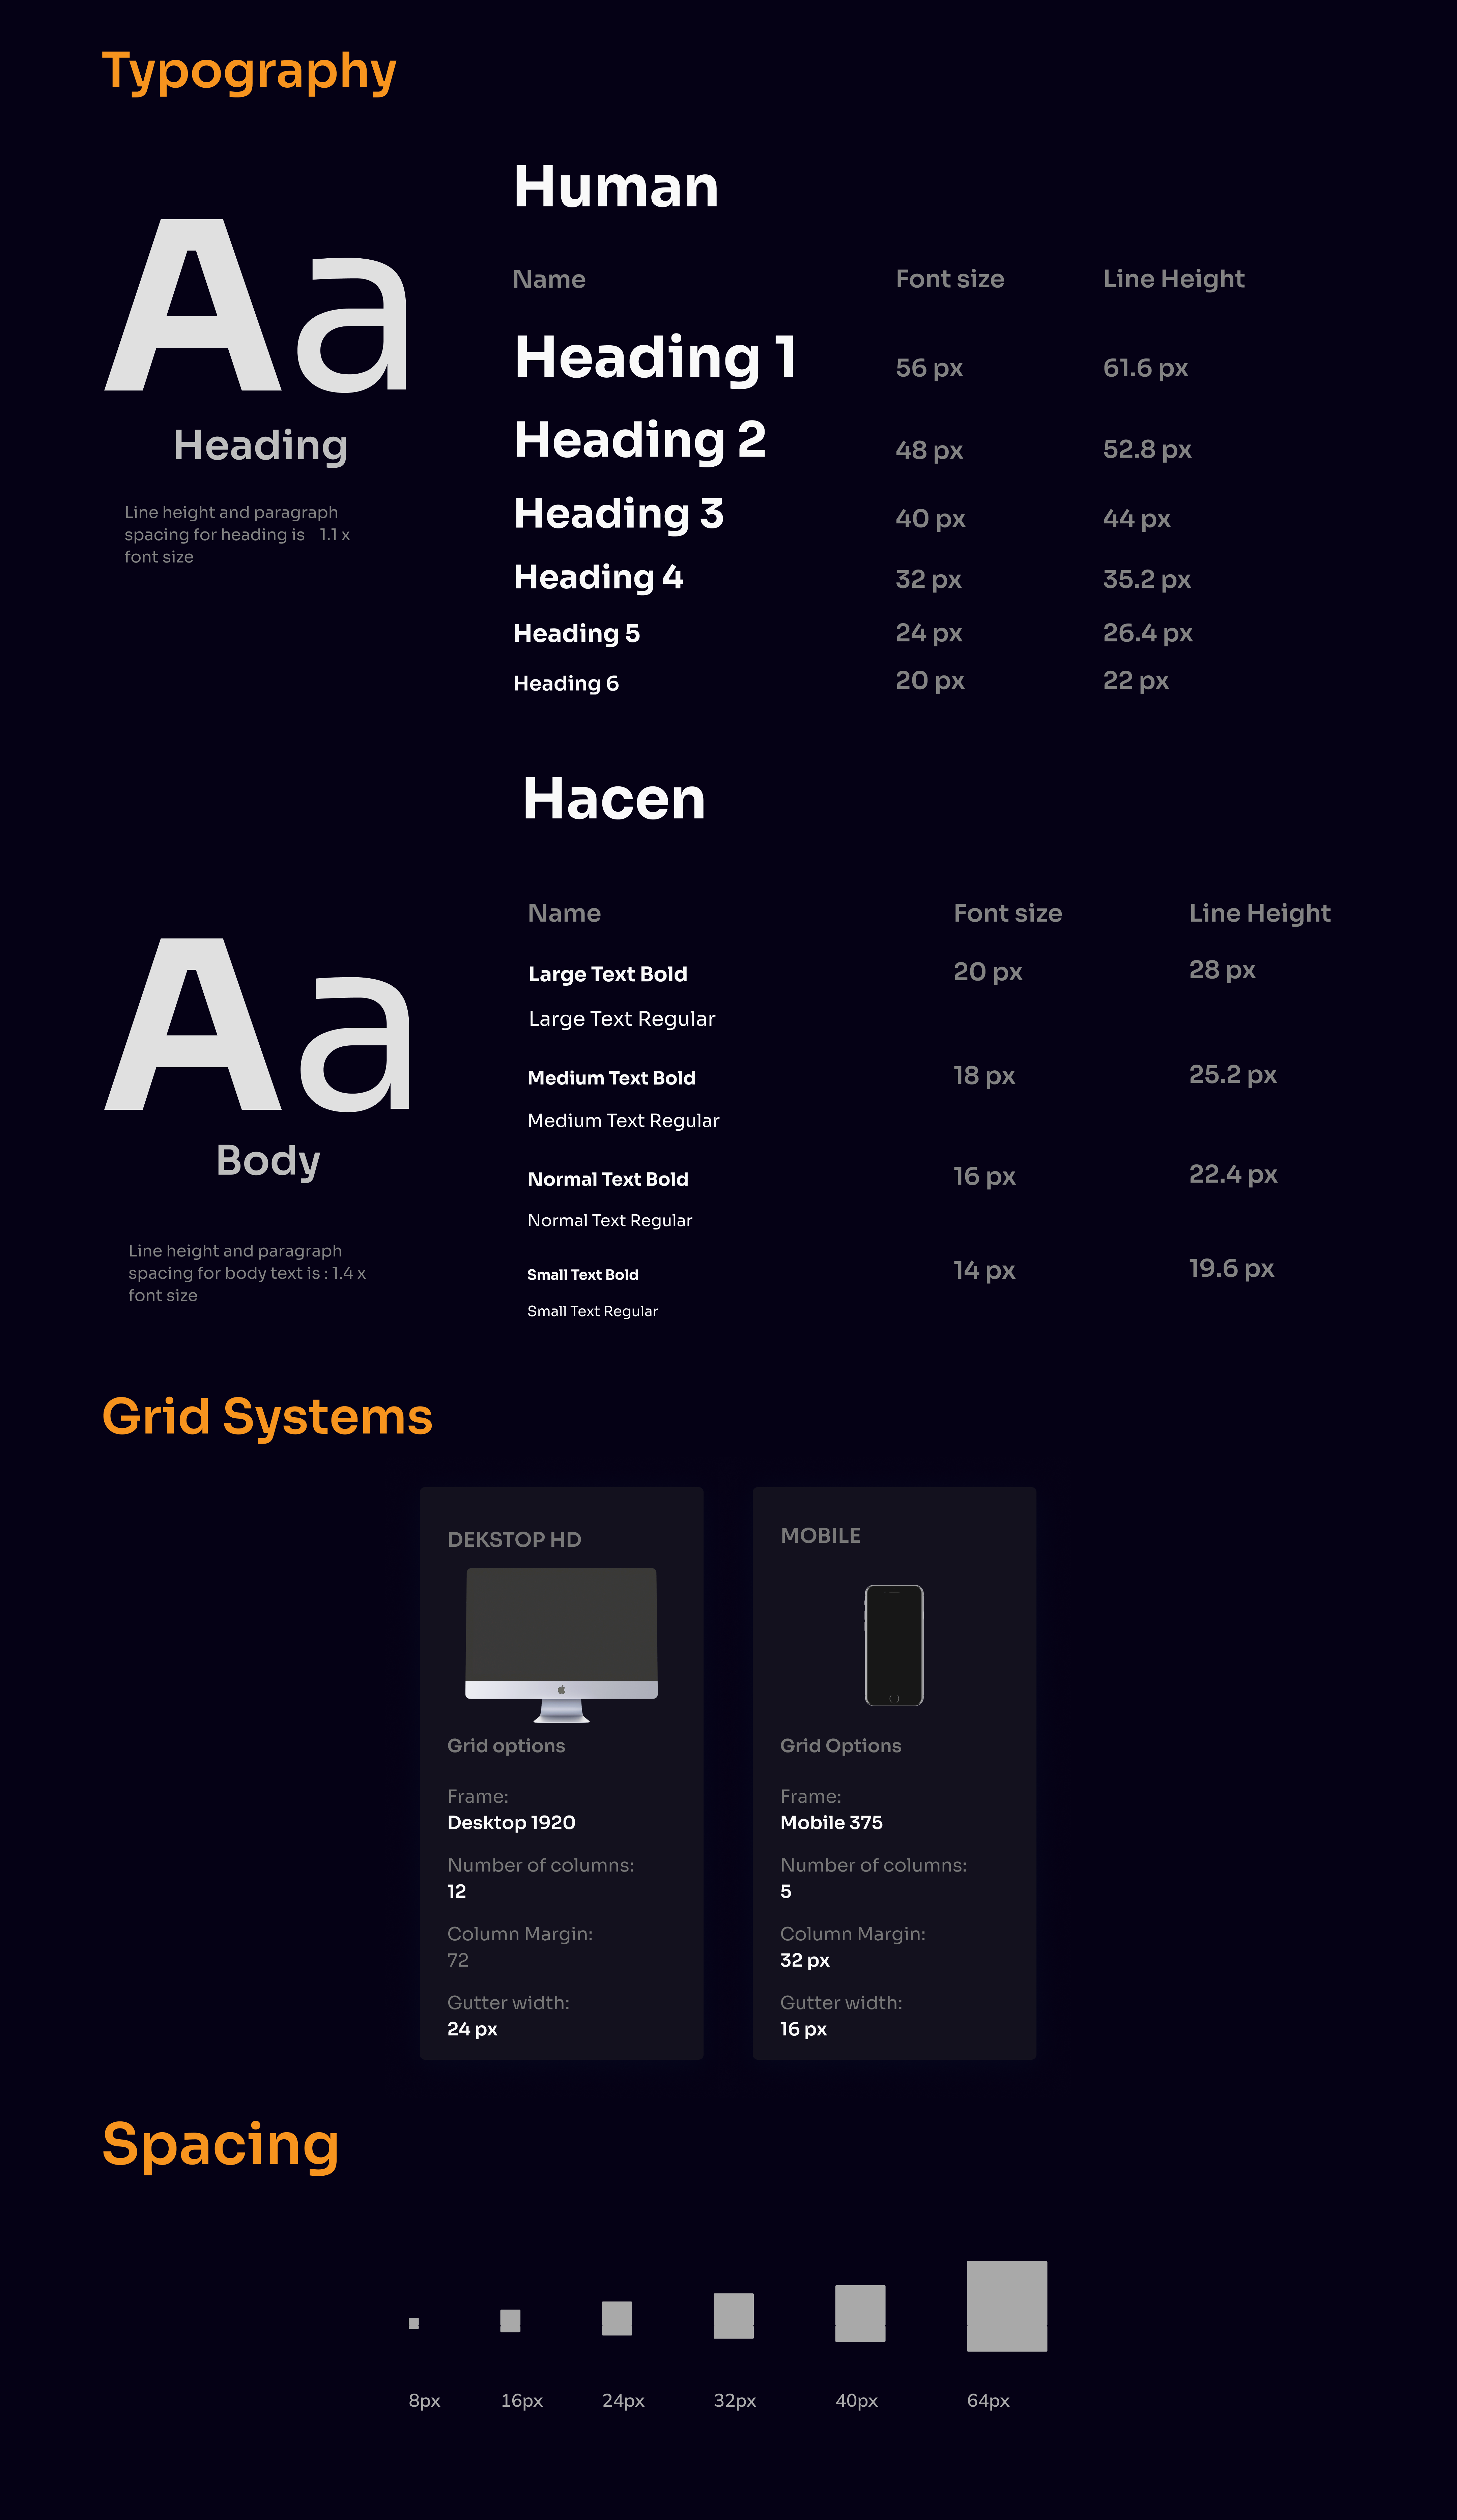 Typography
Human
Aa
Heading
Line height and paragraph
spacing for heading is 1.1 x
font size
Name Font size Line Height
Heading 1 56 px 61.6 px
Heading 2 48 px 52.8 px
Heading 3 40 px 44 px
Heading 4 32 px 35.2 px
Heading 5 24 px 26.4 px
Heading 6 20 px 22 px
Hacen
Aa
Body
Line height and paragraph
spacing for body text is : 1.4 x
font size
Name Font size Line Height
Large Text Bold 20 px 28 px
Large Text Regular
Medium Text Bold 18 px 25.2 px
Medium Text Regular
Normal Text Bold 16 px 22.4 px
Normal Text Regular
Small Text Bold 14 px 19.6 px
Small Text Regular
Grid Systems
DEKSTOP HD
Grid options
Frame:
Desktop 1920
Number of columns:
12
Column Margin:
72
Gutter width:
24 px
MOBILE
Grid Options
Frame:
Mobile 375
Number of columns:
5
Column Margin:
32 px
Gutter width:
16 px
Spacing
8px 16px 24px 32px 40px 64px